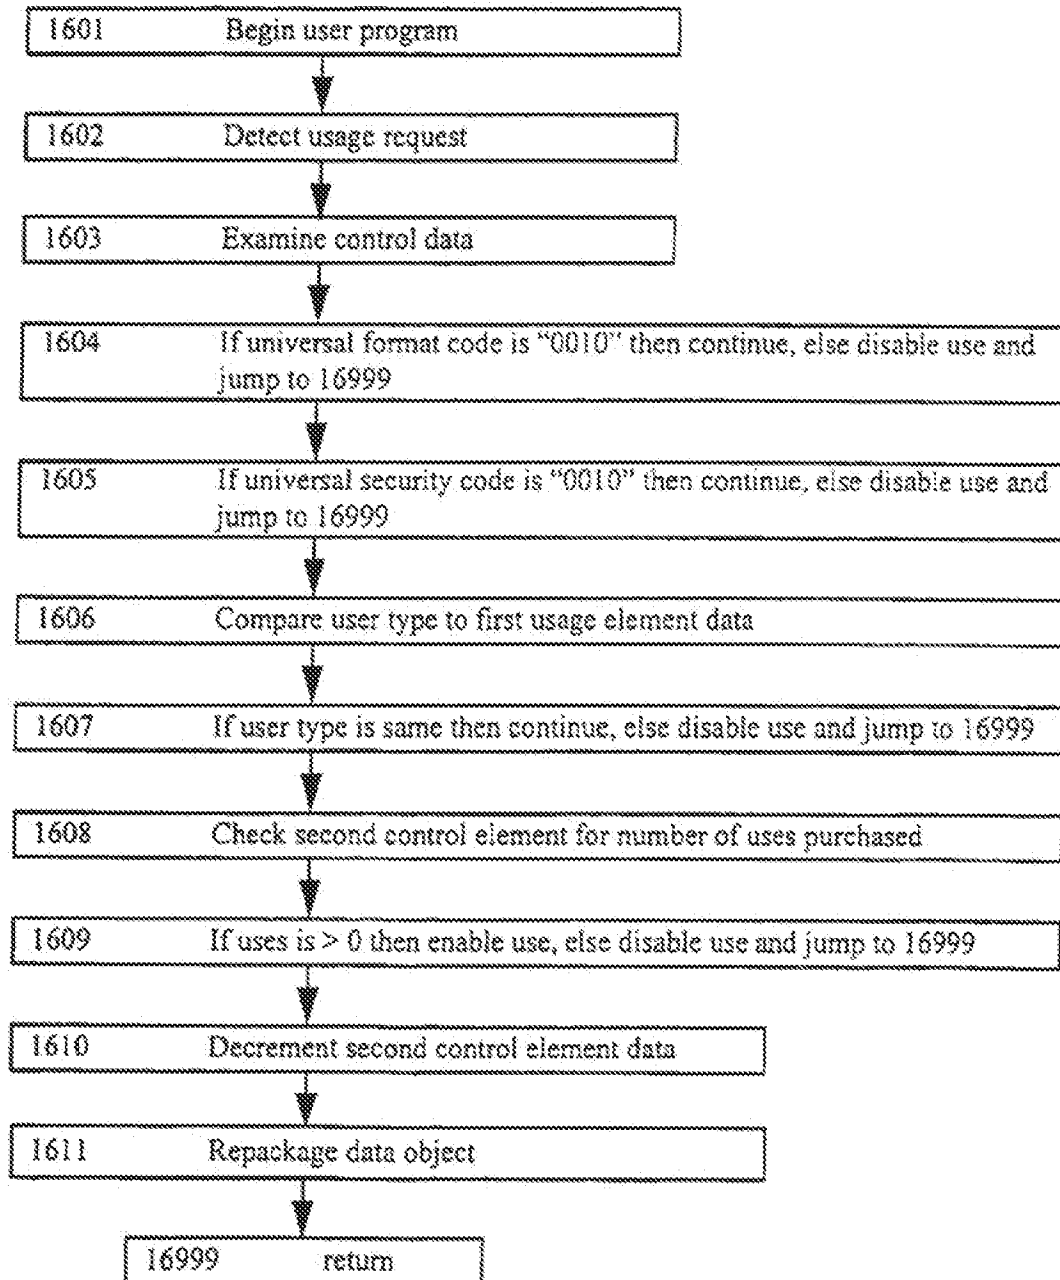 1601 Begin user program
1602 Detect usage request
1603 Examine control data
1604 If universal format code is “0010” then continue, else disable use and
jump to 16999
1605 If universal security code is “0010” then continue, else disable use and
jump to 16999
1606 Compare user type to first usage element data
1607 If user type is same then continue, else disable use and jump to 16999
1608 Check second control element for number of uses purchased
1609 If uses is > 0 then enable use, else disable use and jump to 16999
1610 Decrement second control element data
1611 Repackage data object
16999 return